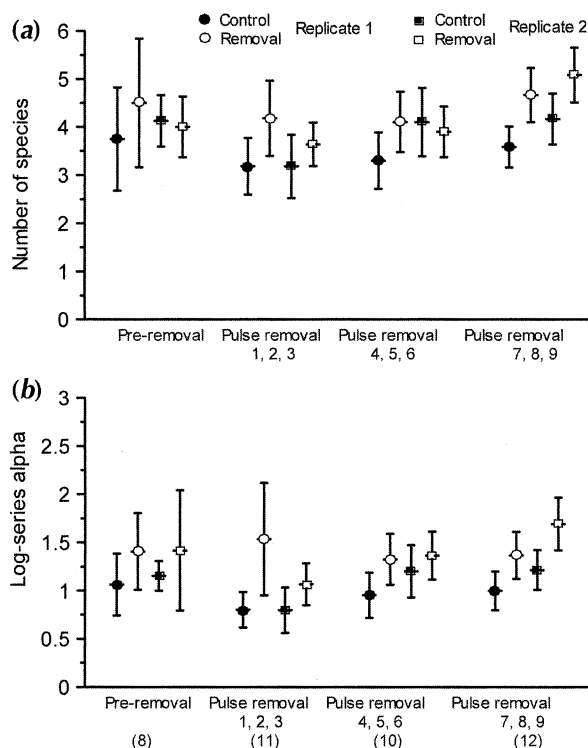 (a)
Control
Removal
Replicate 1
Control
Removal
Replicate 2
Number of species
6
5
4
3
2
1
0
Pre-removal
Pulse removal
1, 2, 3
Pulse removal
4, 5, 6
Pulse removal
7, 8, 9
(b)
Log-series alpha
3
2.5
2
1.5
1
0.5
0
Pre-removal
(8)
Pulse removal
1, 2, 3
(11)
Pulse removal
4, 5, 6
(10)
Pulse removal
7, 8, 9
(12)